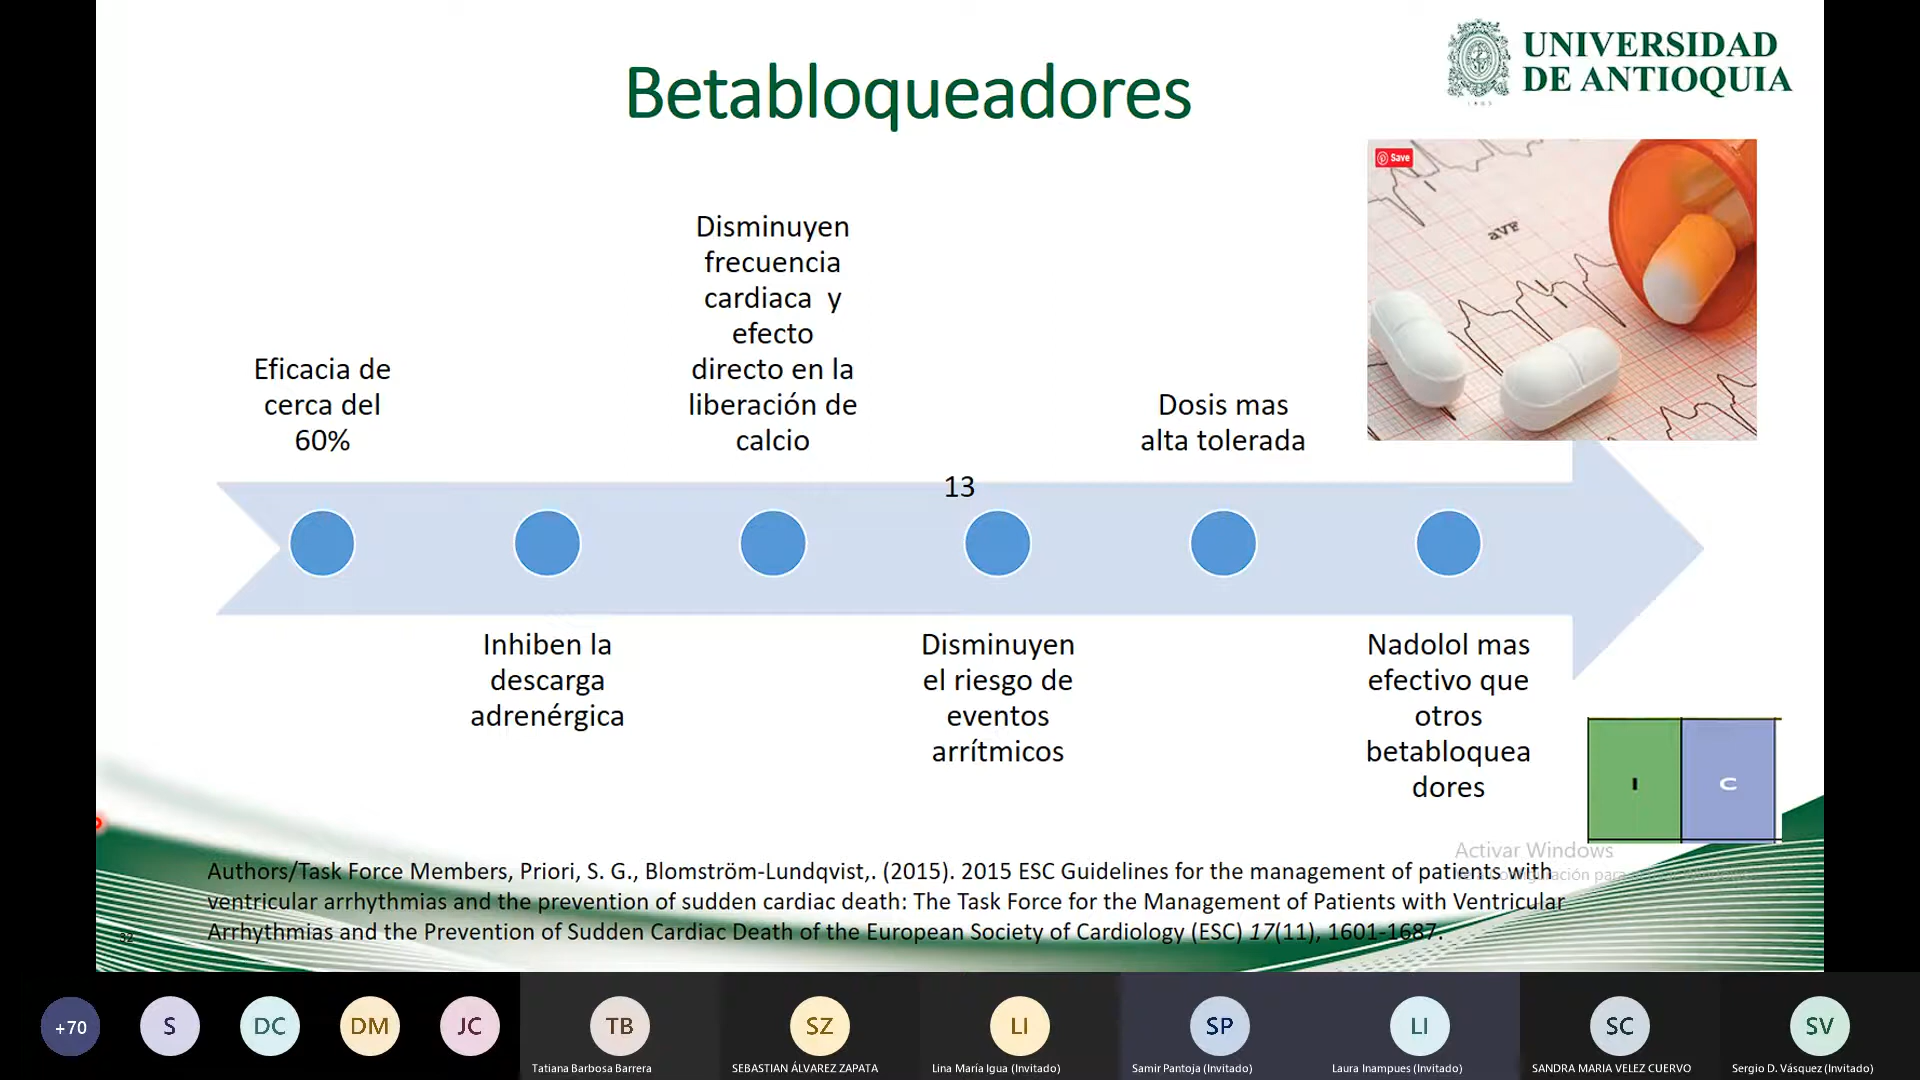 UNIVERSIDAD
DE ANTIOQUIA
1803
Betabloqueadores
Save
aVF
Eficacia de
cerca del
60%
Inhiben la
descarga
adrenérgica
Disminuyen
frecuencia
cardiaca y
efecto
directo en la
liberación de
calcio
13
Disminuyen
el riesgo de
eventos
arrítmicos
Dosis mas
alta tolerada
Nadolol mas
efectivo que
otros
betabloquea
dores
I
C
Activar Windows
Authors/Task Force Members, Priori, S. G., Blomström-Lundqvist,. (2015). 2015 ESC Guidelines for the management of patients with
ventricular arrhythmias and the prevention of sudden cardiac death: The Task Force for the Management of Patients with Ventricular
Arrhythmias and the Prevention of Sudden Cardiac Death of the European Society of Cardiology (ESC) 17(11), 1601-1687.
32
+70
S
DC
DM
JC
TB
Tatiana Barbosa Barrera
SZ
SEBASTIAN ÁLVAREZ ZAPATA
LI
Lina María Igua (Invitado)
SP
Samir Pantoja (Invitado)
LI
Laura Inampues (Invitado)
SC
SANDRA MARIA VELEZ CUERVO
SV
Sergio D. Vásquez (Invitado)